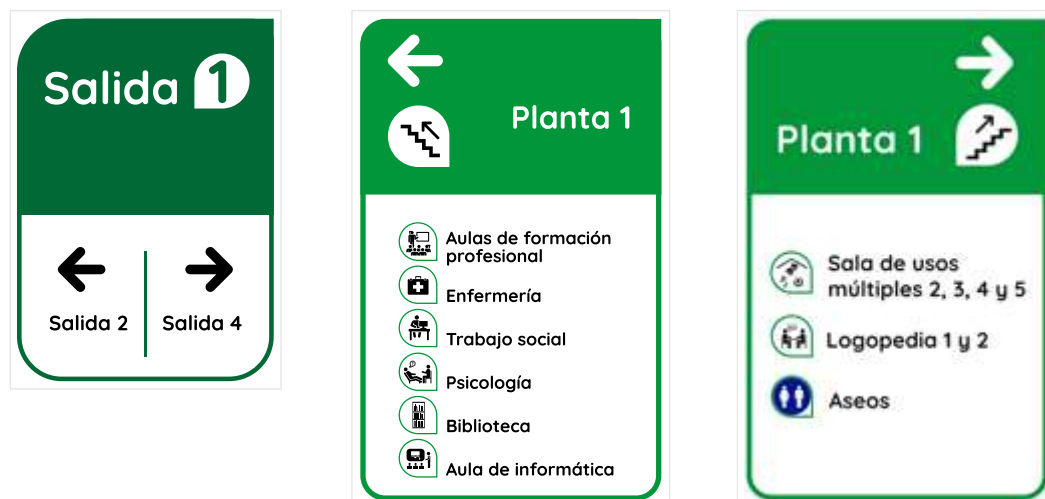 Salida 1
Salida 2
Salida 4
Planta 1
Aulas de formación
profesional
Enfermería
Trabajo social
Psicología
Biblioteca
Aula de informática
Planta 1
Sala de usos
múltiples 2, 3, 4 y 5
Logopedia 1 y 2
Aseos